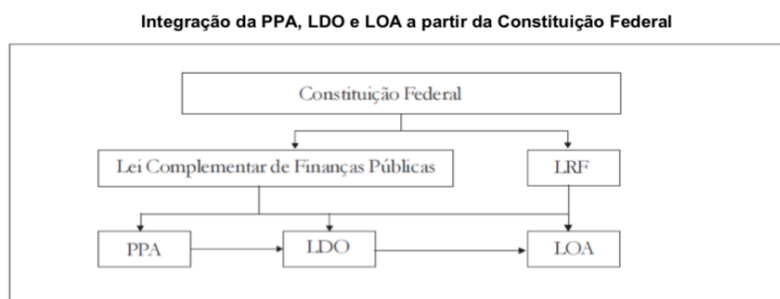 Integração da PPA, LDO e LOA a partir da Constituição Federal
Constituição Federal
Lei Complementar de Finanças Públicas
LRF
PPA
LDO
LOA